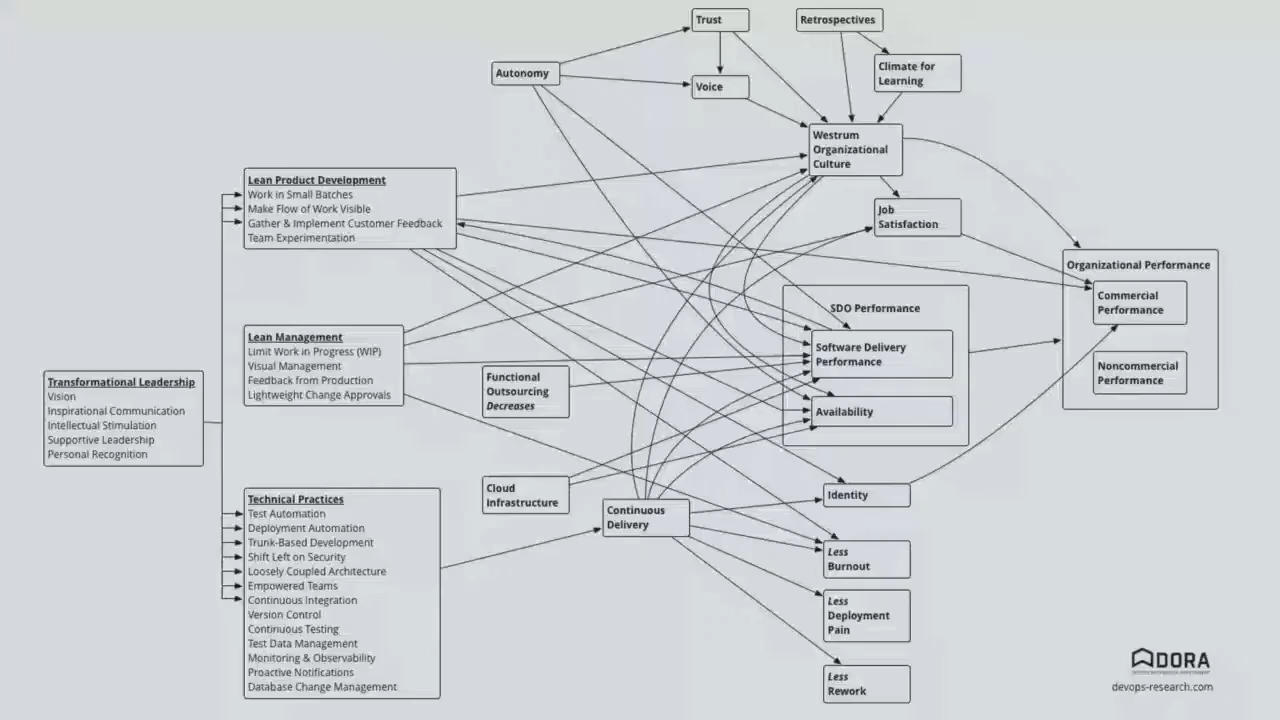 Trust
Retrospectives
Autonomy
Climate for
Learning
Voice
Westrum
Organizational
Culture
Lean Product Development
Work in Small Batches
Make Flow of Work Visible
Gather & Implement Customer Feedback
Team Experimentation
Job
Satisfaction
Organizational Performance
Commercial
Performance
Noncommercial
Performance
SDO Performance
Software Delivery
Performance
Availability
Lean Management
Limit Work in Progress (WIP)
Visual Management
Feedback from Production
Lightweight Change Approvals
Functional
Outsourcing
Decreases
Transformational Leadership
Vision
Inspirational Communication
Intellectual Stimulation
Supportive Leadership
Personal Recognition
Cloud
Infrastructure
Continuous
Delivery
Identity
Technical Practices
Test Automation
Deployment Automation
Trunk-Based Development
Shift Left on Security
Loosely Coupled Architecture
Empowered Teams
Continuous Integration
Version Control
Continuous Testing
Test Data Management
Monitoring & Observability
Proactive Notifications
Database Change Management
Less
Burnout
Less
Deployment
Pain
Less
Rework
DORA
devops-research.com